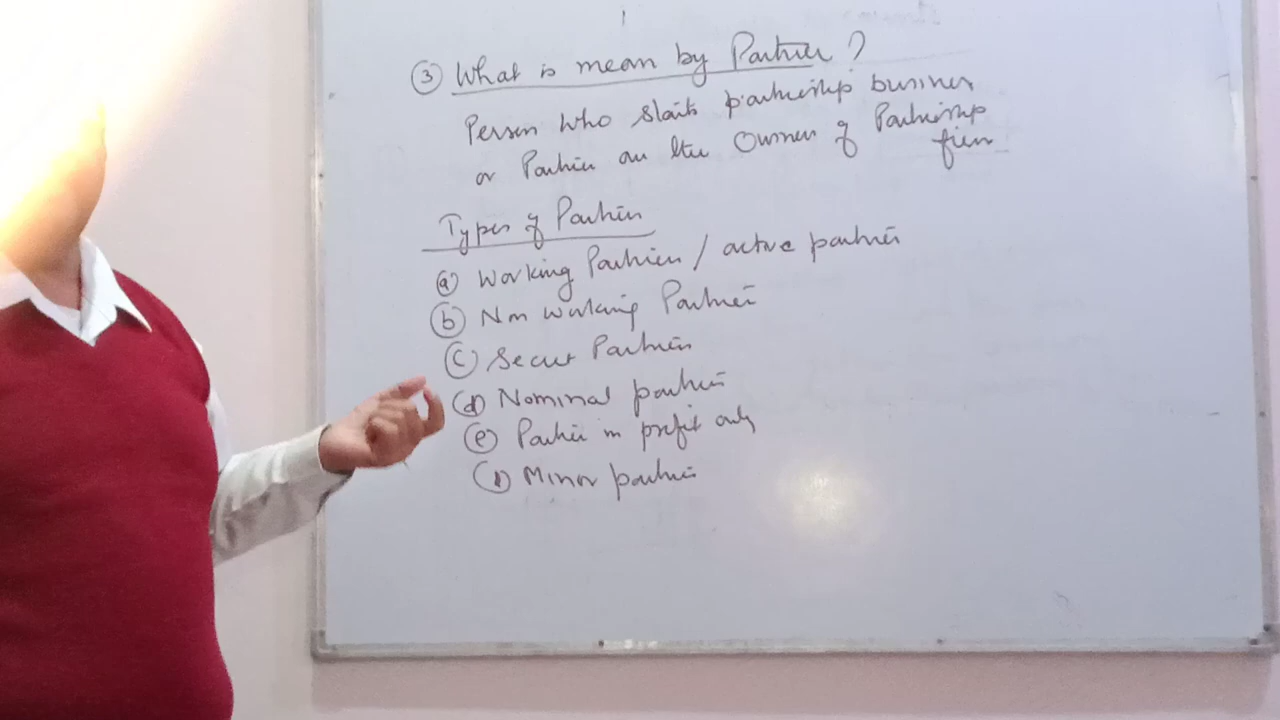 ③ What is mean by Partner ?
Person who starts partnership business
or Partner are the Owner of Partnership
firm
Types of Partner
ⓐ Working Partner / active partner
ⓑ Non working Partner
ⓒ Secret Partner
ⓓ Nominal partner
ⓔ Partner in profit only
ⓕ Minor partner